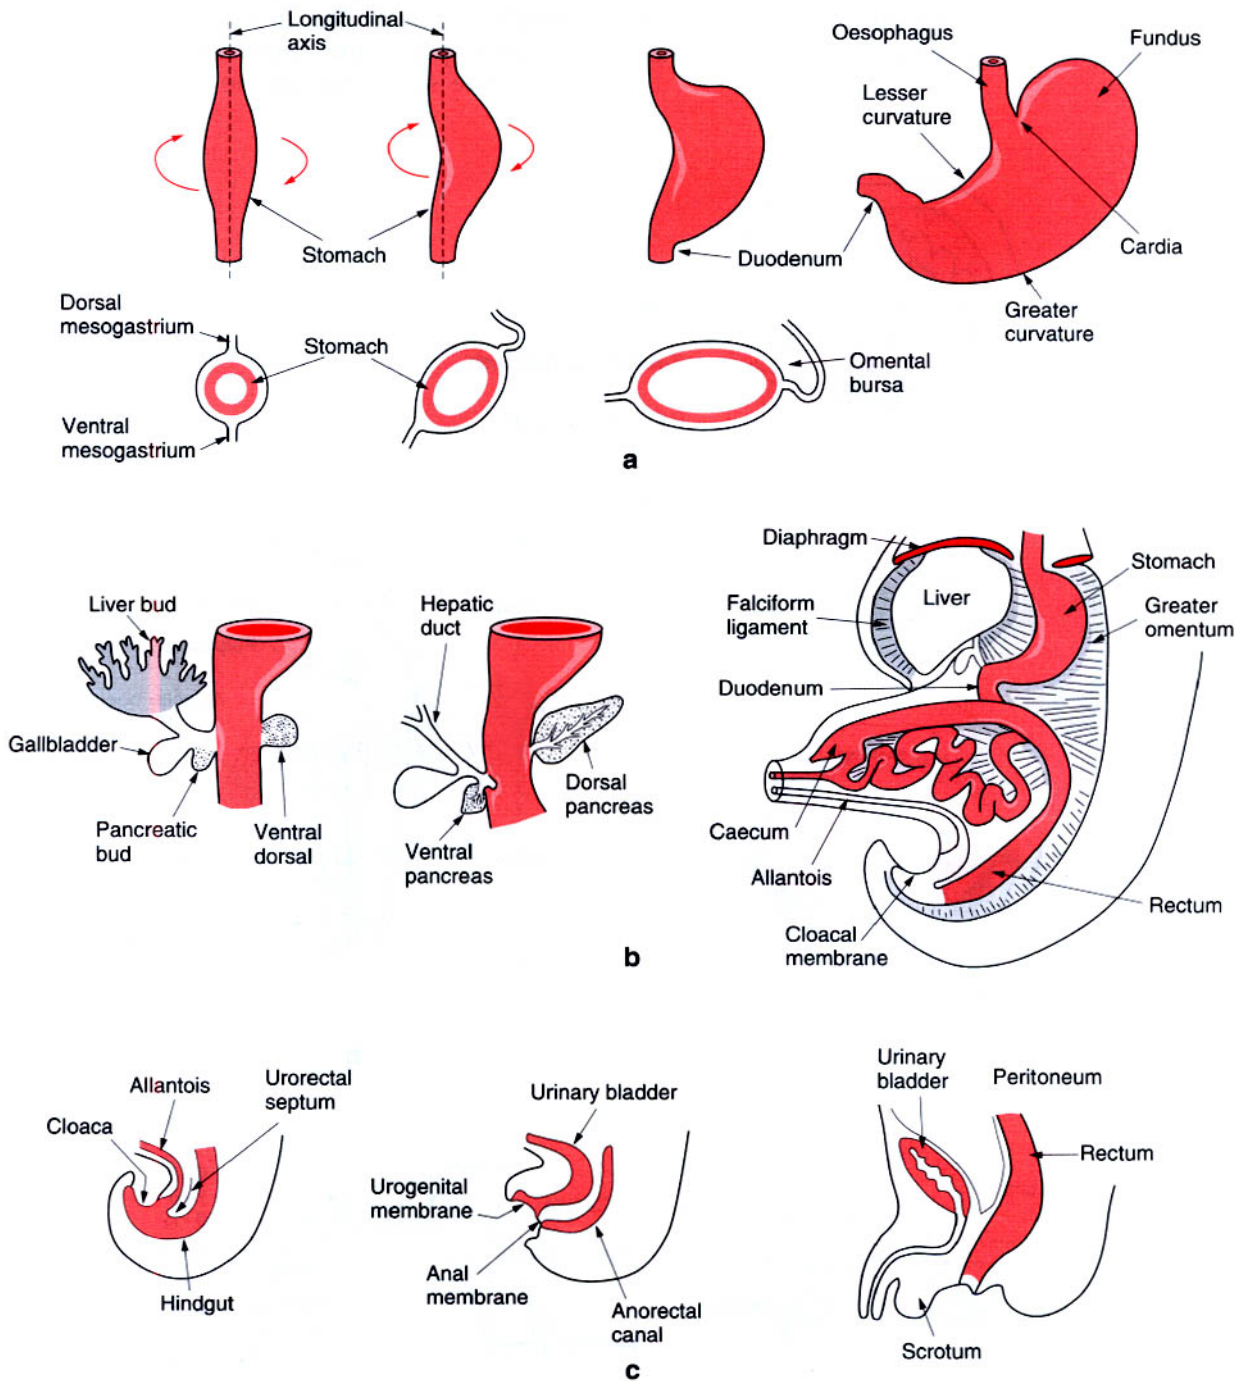 Longitudinal
axis
Oesophagus
Fundus
Lesser
curvature
Stomach
Duodenum
Cardia
Greater
curvature
Dorsal
mesogastrium
Stomach
Omental
bursa
Ventral
mesogastrium
a
Diaphragm
Stomach
Liver bud
Hepatic
duct
Falciform
ligament
Liver
Greater
omentum
Duodenum
Gallbladder
Dorsal
pancreas
Pancreatic
bud
Ventral
dorsal
Ventral
pancreas
Caecum
Allantois
Rectum
Cloacal
membrane
b
Allantois
Urorectal
septum
Cloaca
Hindgut
Urinary bladder
Urogenital
membrane
Anal
membrane
Anorectal
canal
Urinary
bladder
Peritoneum
Rectum
Scrotum
c